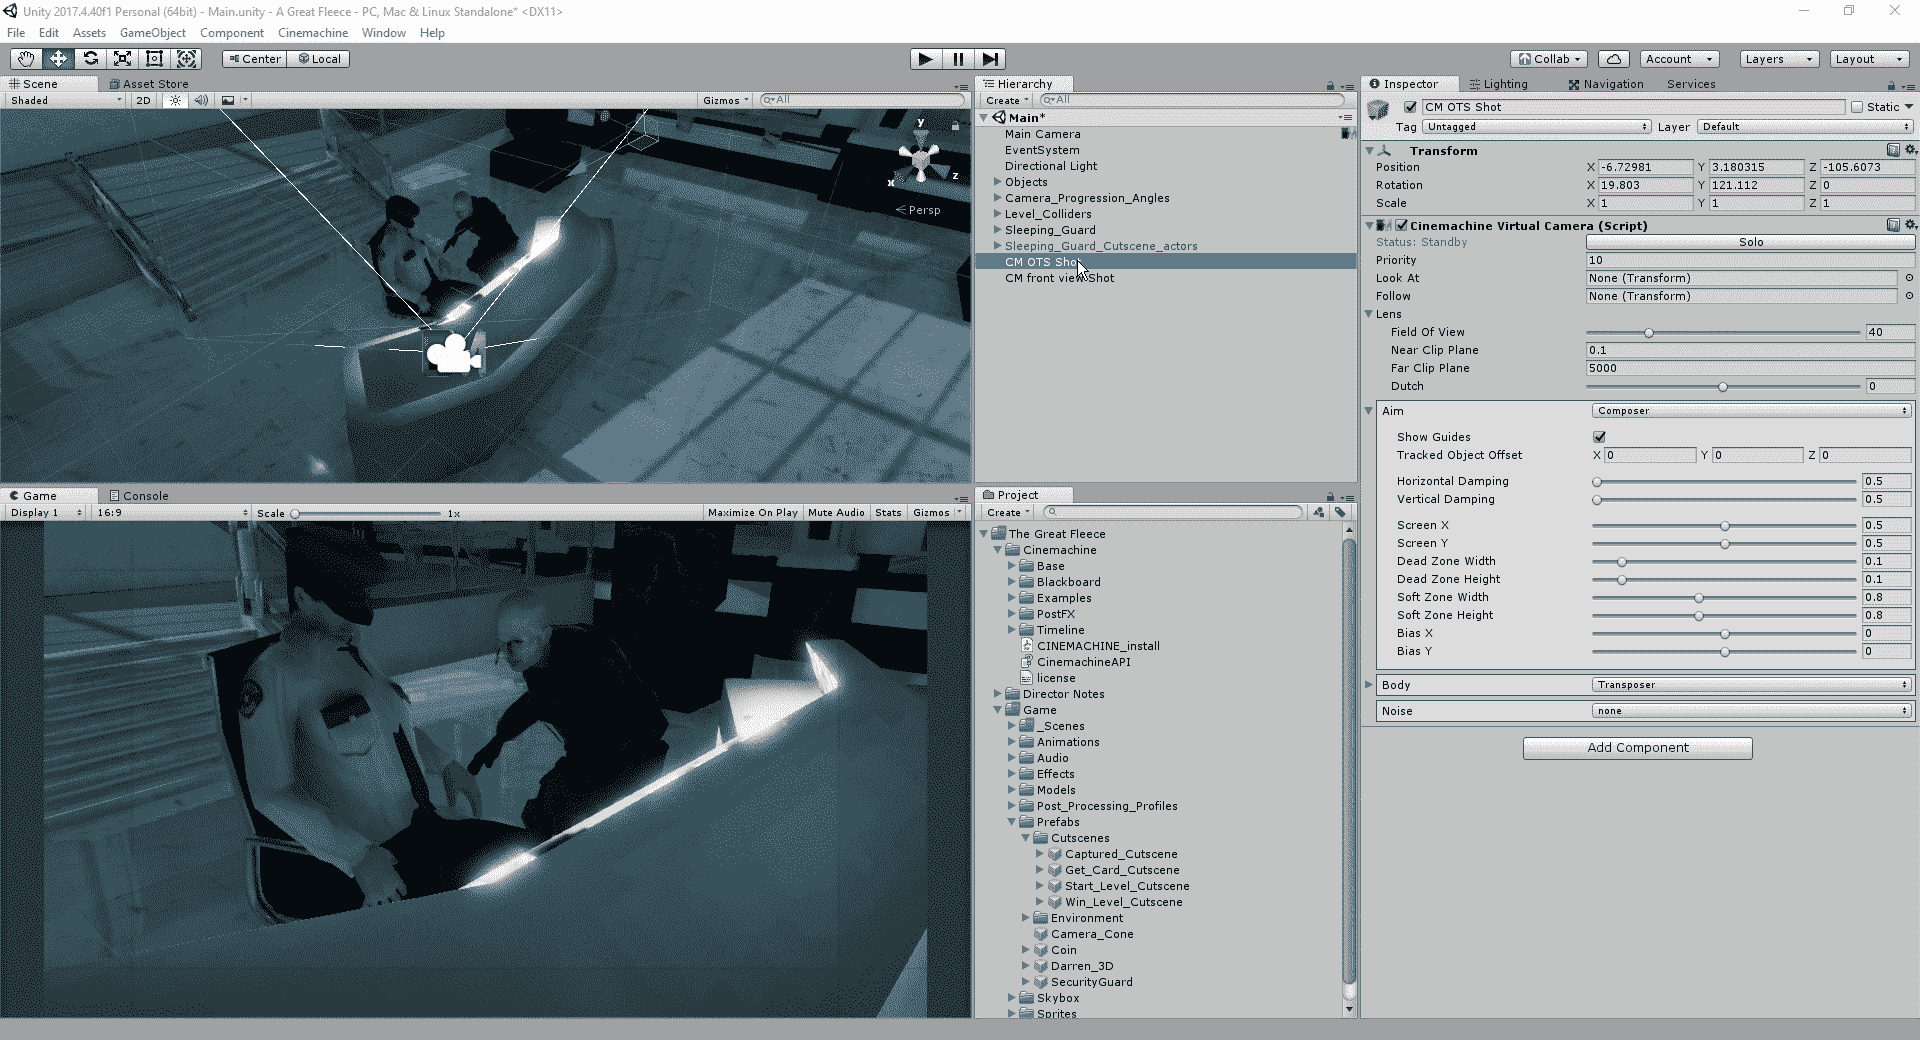 Unity 2017.4.40f1 Personal (64bit) - Main.unity - A Great Fleece - PC, Mac & Linux Standalone* <DX11>
File Edit Assets GameObject Component Cinemachine Window Help
Center Local
Collab Account Layers Layout
Scene Asset Store
Shaded 2D Gizmos All
y
x z
Persp
Game Console
Display 1 16:9 Scale 1x Maximize On Play Mute Audio Stats Gizmos
Hierarchy
Create All
Main*
Main Camera
EventSystem
Directional Light
Objects
Camera_Progression_Angles
Level_Colliders
Sleeping_Guard
Sleeping_Guard_Cutscene_actors
CM OTS Shot
CM front view Shot
Project
Create
The Great Fleece
Cinemachine
Base
Blackboard
Examples
PostFX
Timeline
CINEMACHINE_install
CinemachineAPI
license
Director Notes
Game
_Scenes
Animations
Audio
Effects
Models
Post_Processing_Profiles
Prefabs
Cutscenes
Captured_Cutscene
Get_Card_Cutscene
Start_Level_Cutscene
Win_Level_Cutscene
Environment
Camera_Cone
Coin
Darren_3D
SecurityGuard
Skybox
Sprites
Inspector Lighting Navigation Services
CM OTS Shot Static
Tag Untagged Layer Default
Transform
Position X -6.72981 Y 3.180315 Z -105.6073
Rotation X 19.803 Y 121.112 Z 0
Scale X 1 Y 1 Z 1
Cinemachine Virtual Camera (Script)
Status: Standby Solo
Priority 10
Look At None (Transform)
Follow None (Transform)
Lens
Field Of View 40
Near Clip Plane 0.1
Far Clip Plane 5000
Dutch 0
Aim Composer
Show Guides
Tracked Object Offset X 0 Y 0 Z 0
Horizontal Damping 0.5
Vertical Damping 0.5
Screen X 0.5
Screen Y 0.5
Dead Zone Width 0.1
Dead Zone Height 0.1
Soft Zone Width 0.8
Soft Zone Height 0.8
Bias X 0
Bias Y 0
Body Transposer
Noise none
Add Component